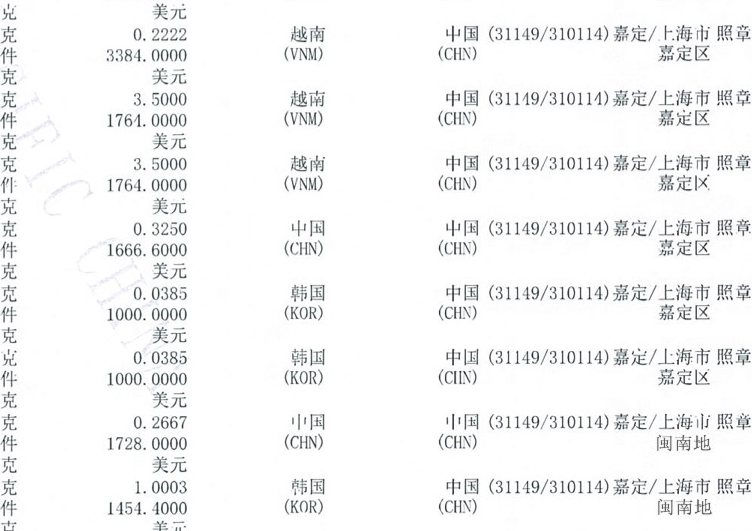 克 美元
克 0.2222 越南 中国 (31149/310114)嘉定/上海市 照章
件 3384.0000 (VNM) (CHN) 嘉定区
克 美元
克 3.5000 越南 中国 (31149/310114)嘉定/上海市 照章
件 1764.0000 (VNM) (CHN) 嘉定区
克 美元
克 3.5000 越南 中国 (31149/310114)嘉定/上海市 照章
件 1764.0000 (VNM) (CHN) 嘉定区
克 美元
克 0.3250 中国 中国 (31149/310114)嘉定/上海市 照章
件 1666.6000 (CHN) (CHN) 嘉定区
克 美元
克 0.0385 韩国 中国 (31149/310114)嘉定/上海市 照章
件 1000.0000 (KOR) (CHN) 嘉定区
克 美元
克 0.0385 韩国 中国 (31149/310114)嘉定/上海市 照章
件 1000.0000 (KOR) (CHN) 嘉定区
克 美元
克 0.2667 中国 中国 (31149/310114)嘉定/上海市 照章
件 1728.0000 (CHN) (CHN) 闽南地
克 美元
克 1.0003 韩国 中国 (31149/310114)嘉定/上海市 照章
件 1454.4000 (KOR) (CHN) 闽南地
克 美元